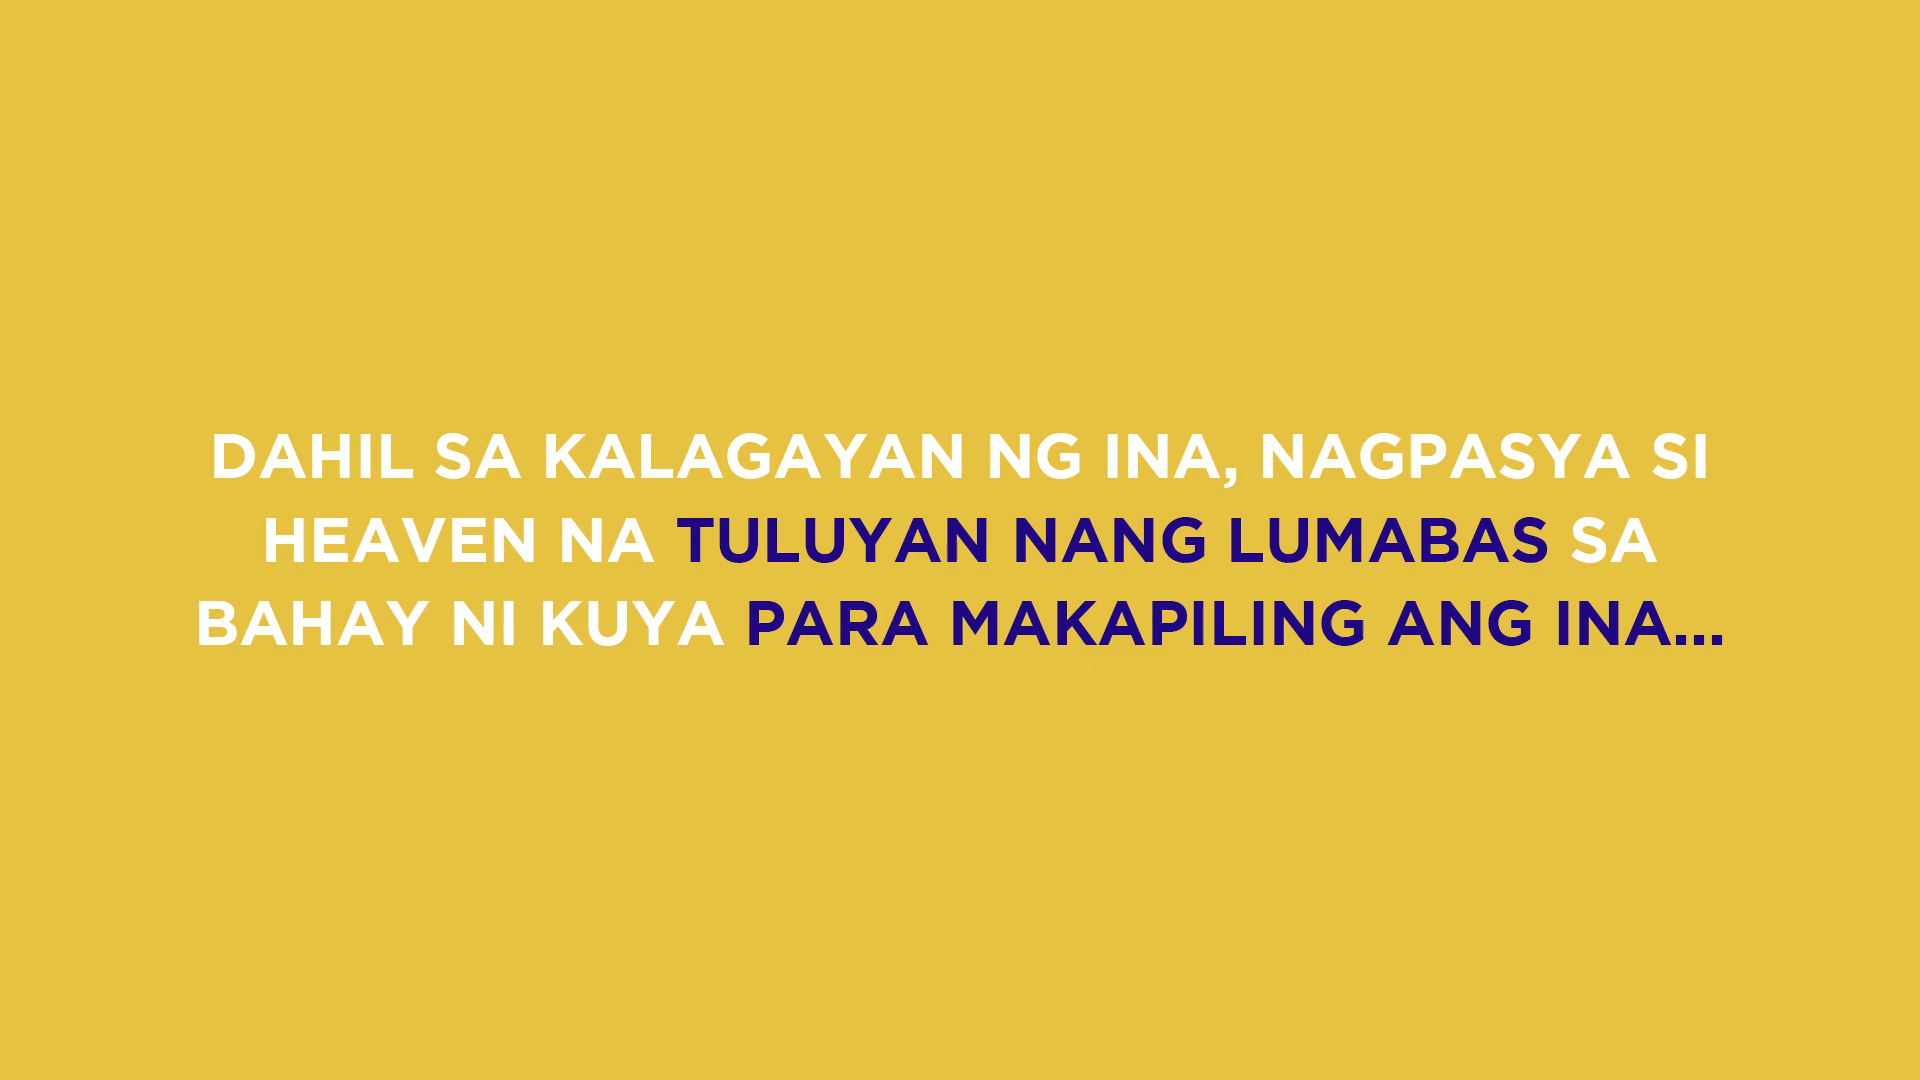 DAHIL SA KALAGAYAN NG INA, NAGPASYA SI
HEAVEN NA TULUYAN NANG LUMABAS SA
BAHAY NI KUYA PARA MAKAPILING ANG INA...